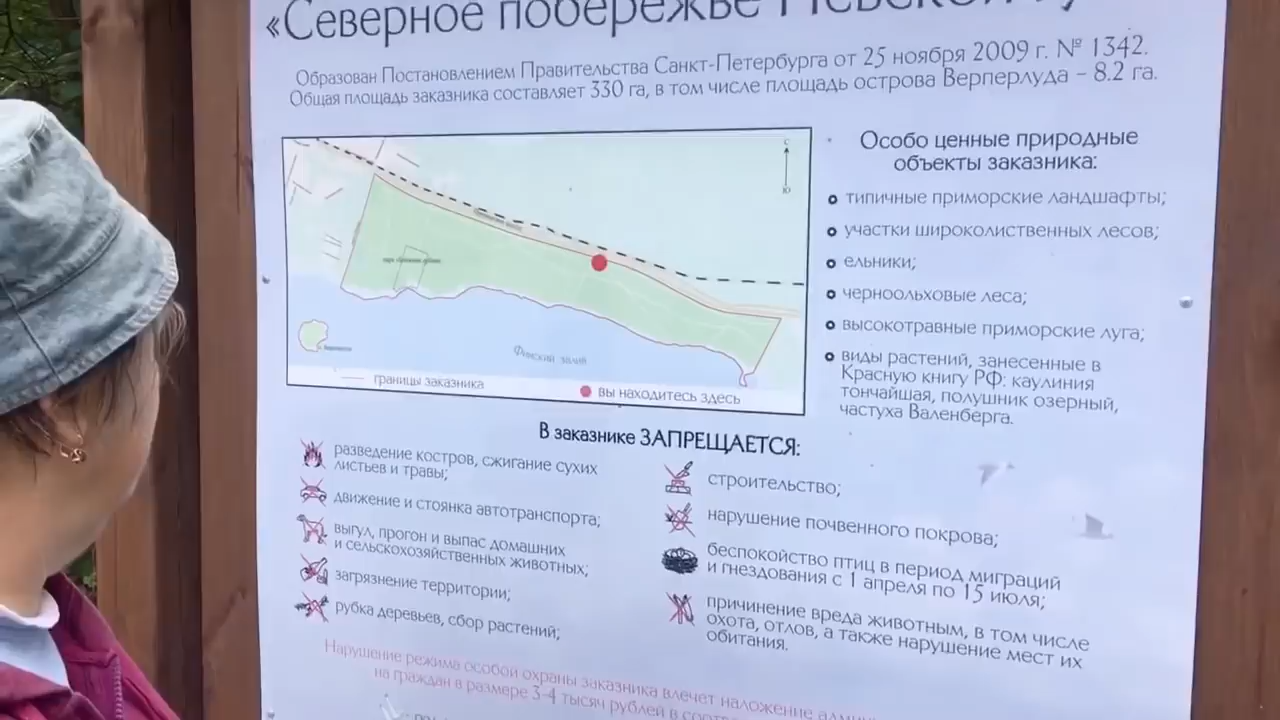 «Северное побережье Невской
Образован Постановлением Правительства Санкт-Петербурга от 25 ноября 2009 г. № 1342.
Общая площадь заказника составляет 330 га, в том числе площадь острова Верперлуда – 8.2 га.
С
Ю
Финский залив
границы заказника
вы находитесь здесь
Особо ценные природные
объекты заказника:
типичные приморские ландшафты;
участки широколиственных лесов;
ельники;
черноольховые леса;
высокотравные приморские луга;
виды растений, занесенные в
Красную книгу РФ: каулиния
тончайшая, полушник озерный,
частуха Валенберга.
В заказнике ЗАПРЕЩАЕТСЯ:
разведение костров, сжигание сухих
листьев и травы;
движение и стоянка автотранспорта;
выгул, прогон и выпас домашних
и сельскохозяйственных животных;
загрязнение территории;
рубка деревьев, сбор растений;
строительство;
нарушение почвенного покрова;
беспокойство птиц в период миграций
и гнездования с 1 апреля по 15 июля;
причинение вреда животным, в том числе
охота, отлов, а также нарушение мест их
обитания.
Нарушение режима особой охраны заказника влечет наложение
на граждан в размере 3-4 тысяч рублей в